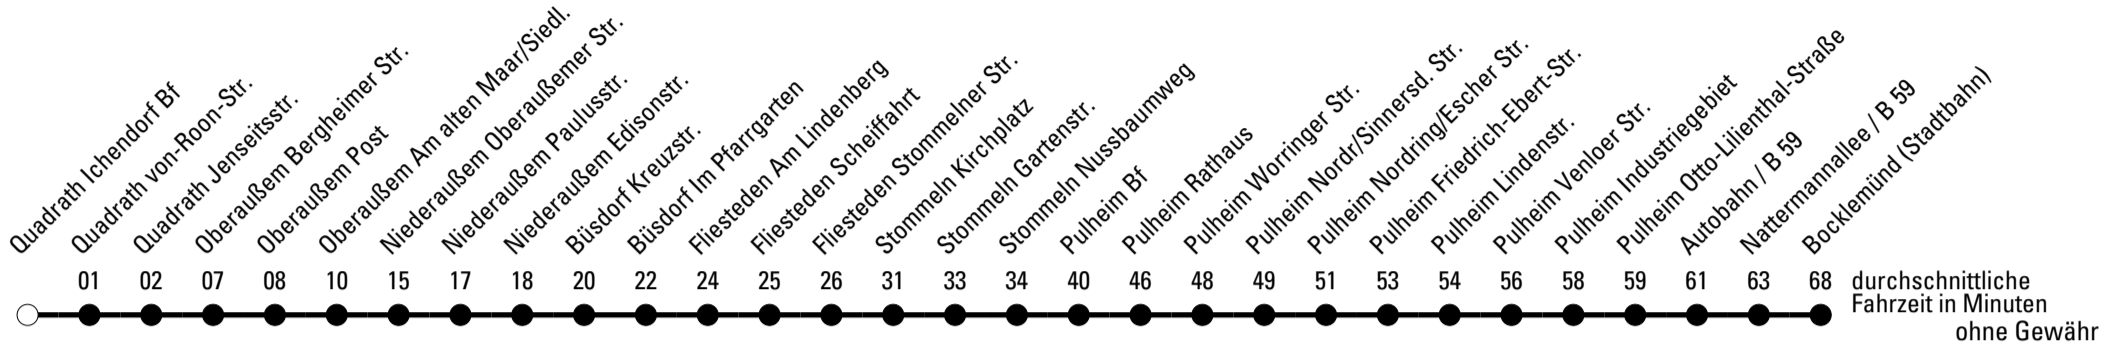 Quadrath Ichendorf Bf
Quadrath von-Roon-Str.
Quadrath Jenseitsstr.
Oberaußem Bergheimer Str.
Oberaußem Post
Oberaußem Am alten Maar/Siedl.
Niederaußem Oberaußemer Str.
Niederaußem Paulusstr.
Niederaußem Edisonstr.
Büsdorf Kreuzstr.
Büsdorf Im Pfarrgarten
Fliesteden Am Lindenberg
Fliesteden Scheiffahrt
Fliesteden Stommelner Str.
Stommeln Kirchplatz
Stommeln Gartenstr.
Stommeln Nussbaumweg
Pulheim Bf
Pulheim Rathaus
Pulheim Worringer Str.
Pulheim Nordr/Sinnersd. Str.
Pulheim Nordring/Escher Str.
Pulheim Friedrich-Ebert-Str.
Pulheim Lindenstr.
Pulheim Venloer Str.
Pulheim Industriegebiet
Pulheim Otto-Lilienthal-Straße
Autobahn / B 59
Nattermannallee / B 59
Bocklemünd (Stadtbahn)
01 02 07 08 10 15 17 18 20 22 24 25 26 31 33 34 40 46 48 49 51 53 54 56 58 59 61 63 68 durchschnittliche
Fahrzeit in Minuten
ohne Gewähr